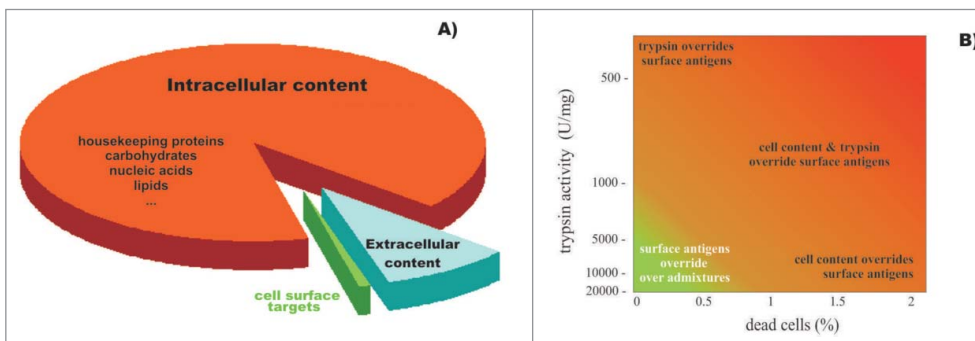 A)
Intracellular content
housekeeping proteins
carbohydrates
nucleic acids
lipids
...
Extracellular
content
cell surface
targets
B)
trypsin overrides
surface antigens
500 -
cell content & trypsin
override surface antigens
trypsin activity (U/mg)
1000 -
5000 -
surface antigens
override
over admixtures
cell content overrides
surface antigens
10000 -
20000 -
0 0.5 1 1.5 2
dead cells (%)